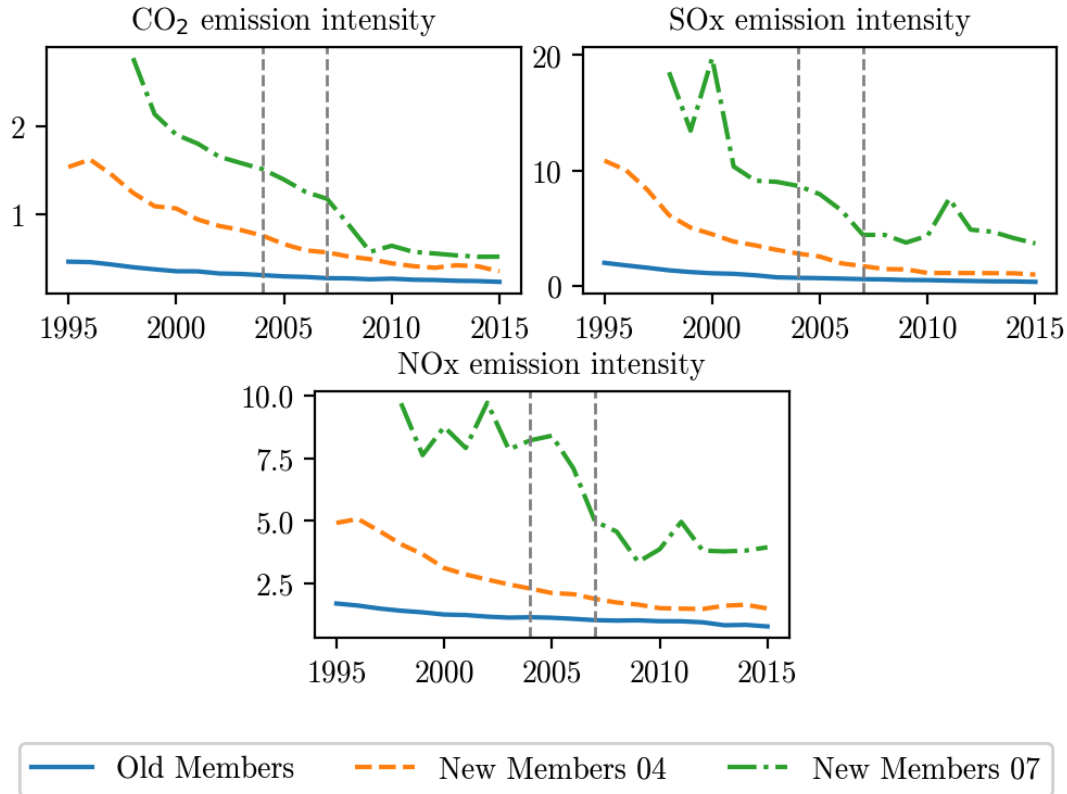 CO₂ emission intensity
2
1
1995 2000 2005 2010 2015
SOx emission intensity
20
10
0
1995 2000 2005 2010 2015
NOx emission intensity
10.0
7.5
5.0
2.5
1995 2000 2005 2010 2015
Old Members New Members 04 New Members 07